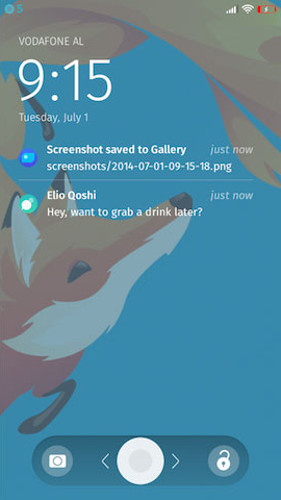 5
VODAFONE AL
9:15
Tuesday, July 1
Screenshot saved to Gallery just now
screenshots/2014-07-01-09-15-18.png
Elio Qoshi just now
Hey, want to grab a drink later?